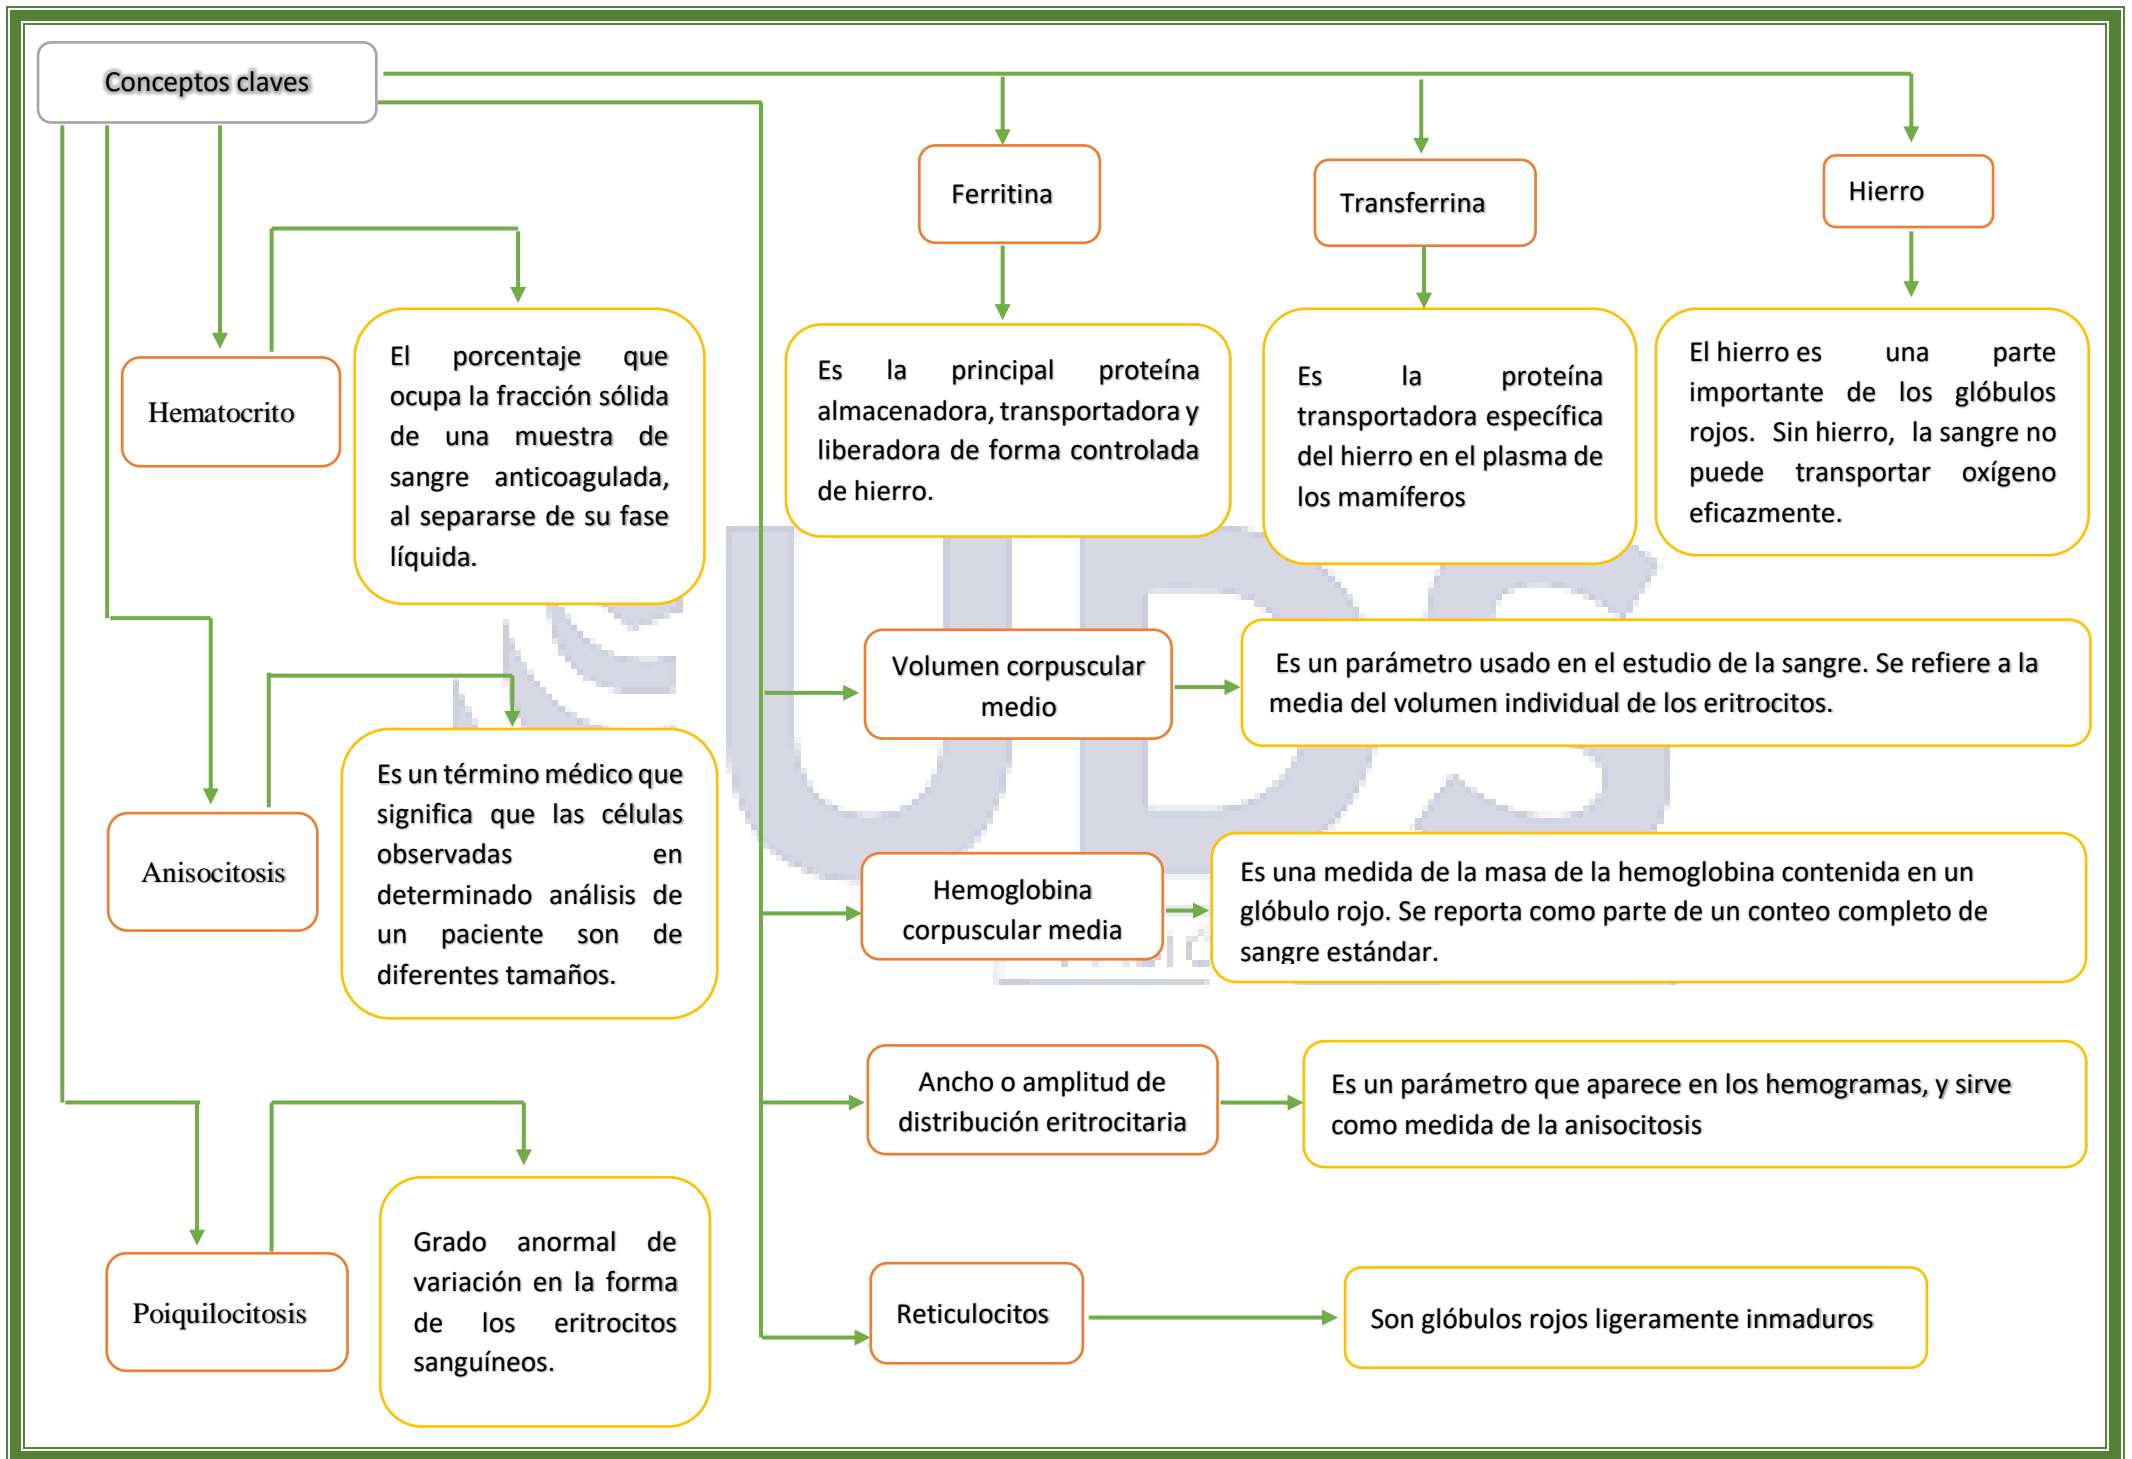 Conceptos claves
Ferritina
Transferrina
Hierro
Hematocrito
El porcentaje que
ocupa la fracción sólida
de una muestra de
sangre anticoagulada,
al separarse de su fase
líquida.
Es la principal proteína
almacenadora, transportadora y
liberadora de forma controlada
de hierro.
Es la proteína
transportadora específica
del hierro en el plasma de
los mamíferos
El hierro es una parte
importante de los glóbulos
rojos. Sin hierro, la sangre no
puede transportar oxígeno
eficazmente.
UDS
Volumen corpuscular
medio
Es un parámetro usado en el estudio de la sangre. Se refiere a la
media del volumen individual de los eritrocitos.
Anisocitosis
Es un término médico que
significa que las células
observadas en
determinado análisis de
un paciente son de
diferentes tamaños.
Hemoglobina
corpuscular media
Es una medida de la masa de la hemoglobina contenida en un
glóbulo rojo. Se reporta como parte de un conteo completo de
sangre estándar.
Ancho o amplitud de
distribución eritrocitaria
Es un parámetro que aparece en los hemogramas, y sirve
como medida de la anisocitosis
Poiquilocitosis
Grado anormal de
variación en la forma
de los eritrocitos
sanguíneos.
Reticulocitos
Son glóbulos rojos ligeramente inmaduros